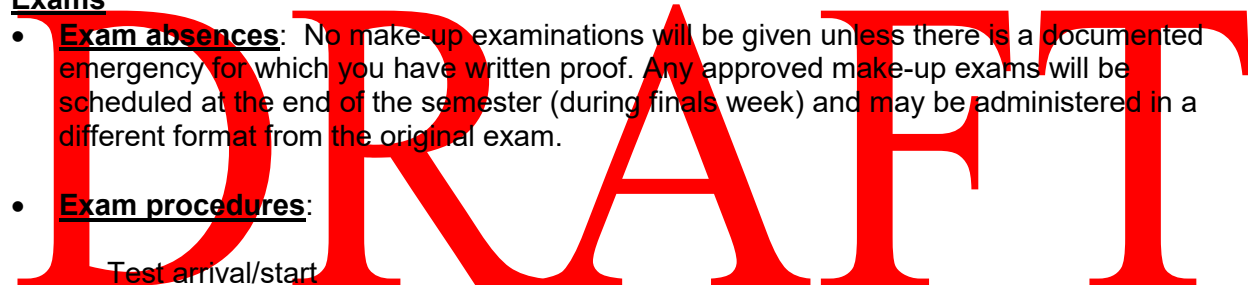 Exams
• Exam absences: No make-up examinations will be given unless there is a documented
emergency for which you have written proof. Any approved make-up exams will be
scheduled at the end of the semester (during finals week) and may be administered in a
different format from the original exam.
• Exam procedures:
Test arrival/start
DRAFT